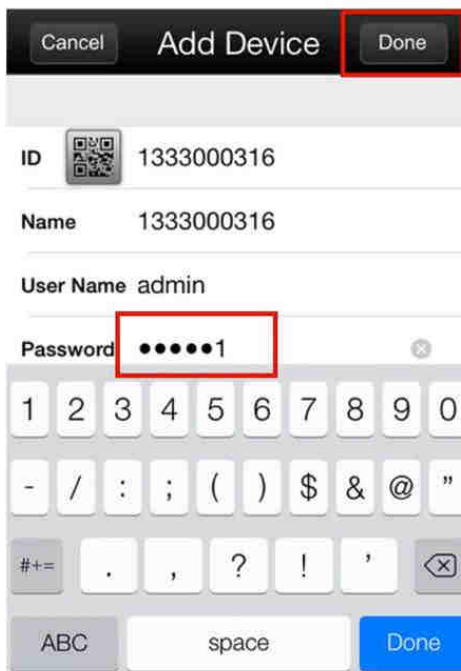 Cancel Add Device Done
ID 1333000316
Name 1333000316
User Name admin
Password •••••1
1 2 3 4 5 6 7 8 9 0
- / : ; ( ) $ & @ "
#+= . , ? ! '
ABC space Done